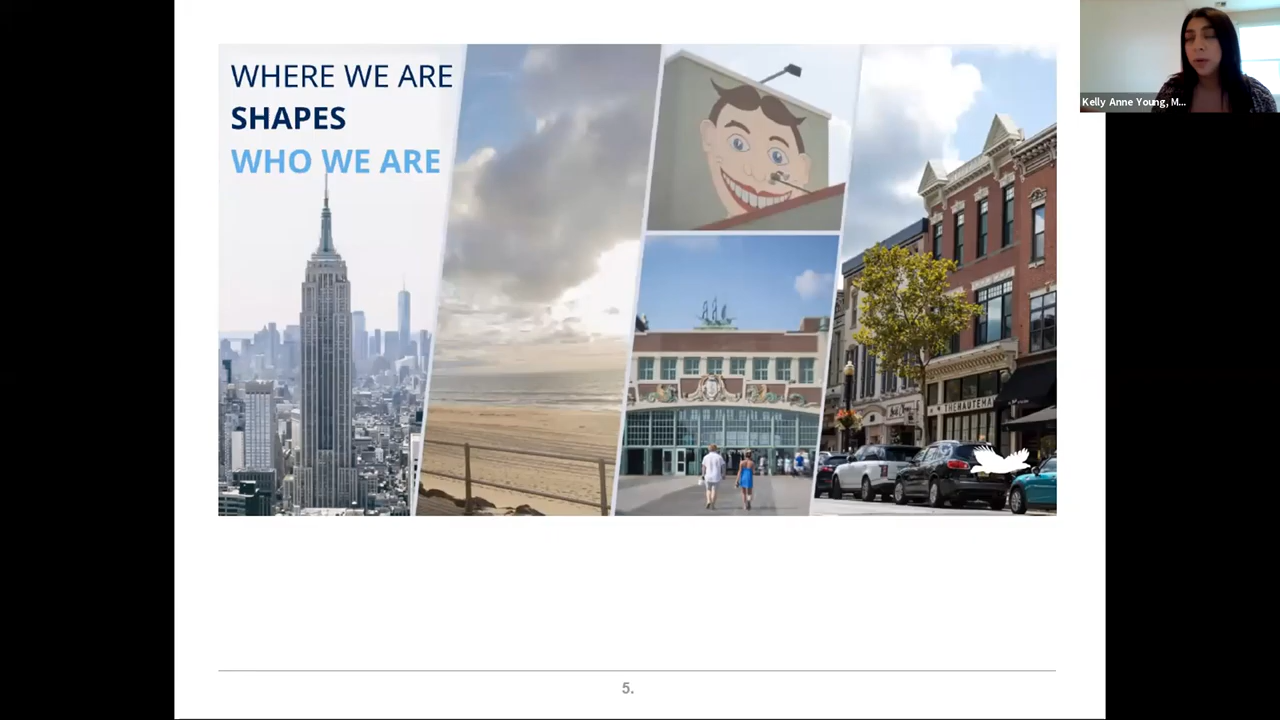 WHERE WE ARE
SHAPES
WHO WE ARE
Kelly Anne Young, M...
5.